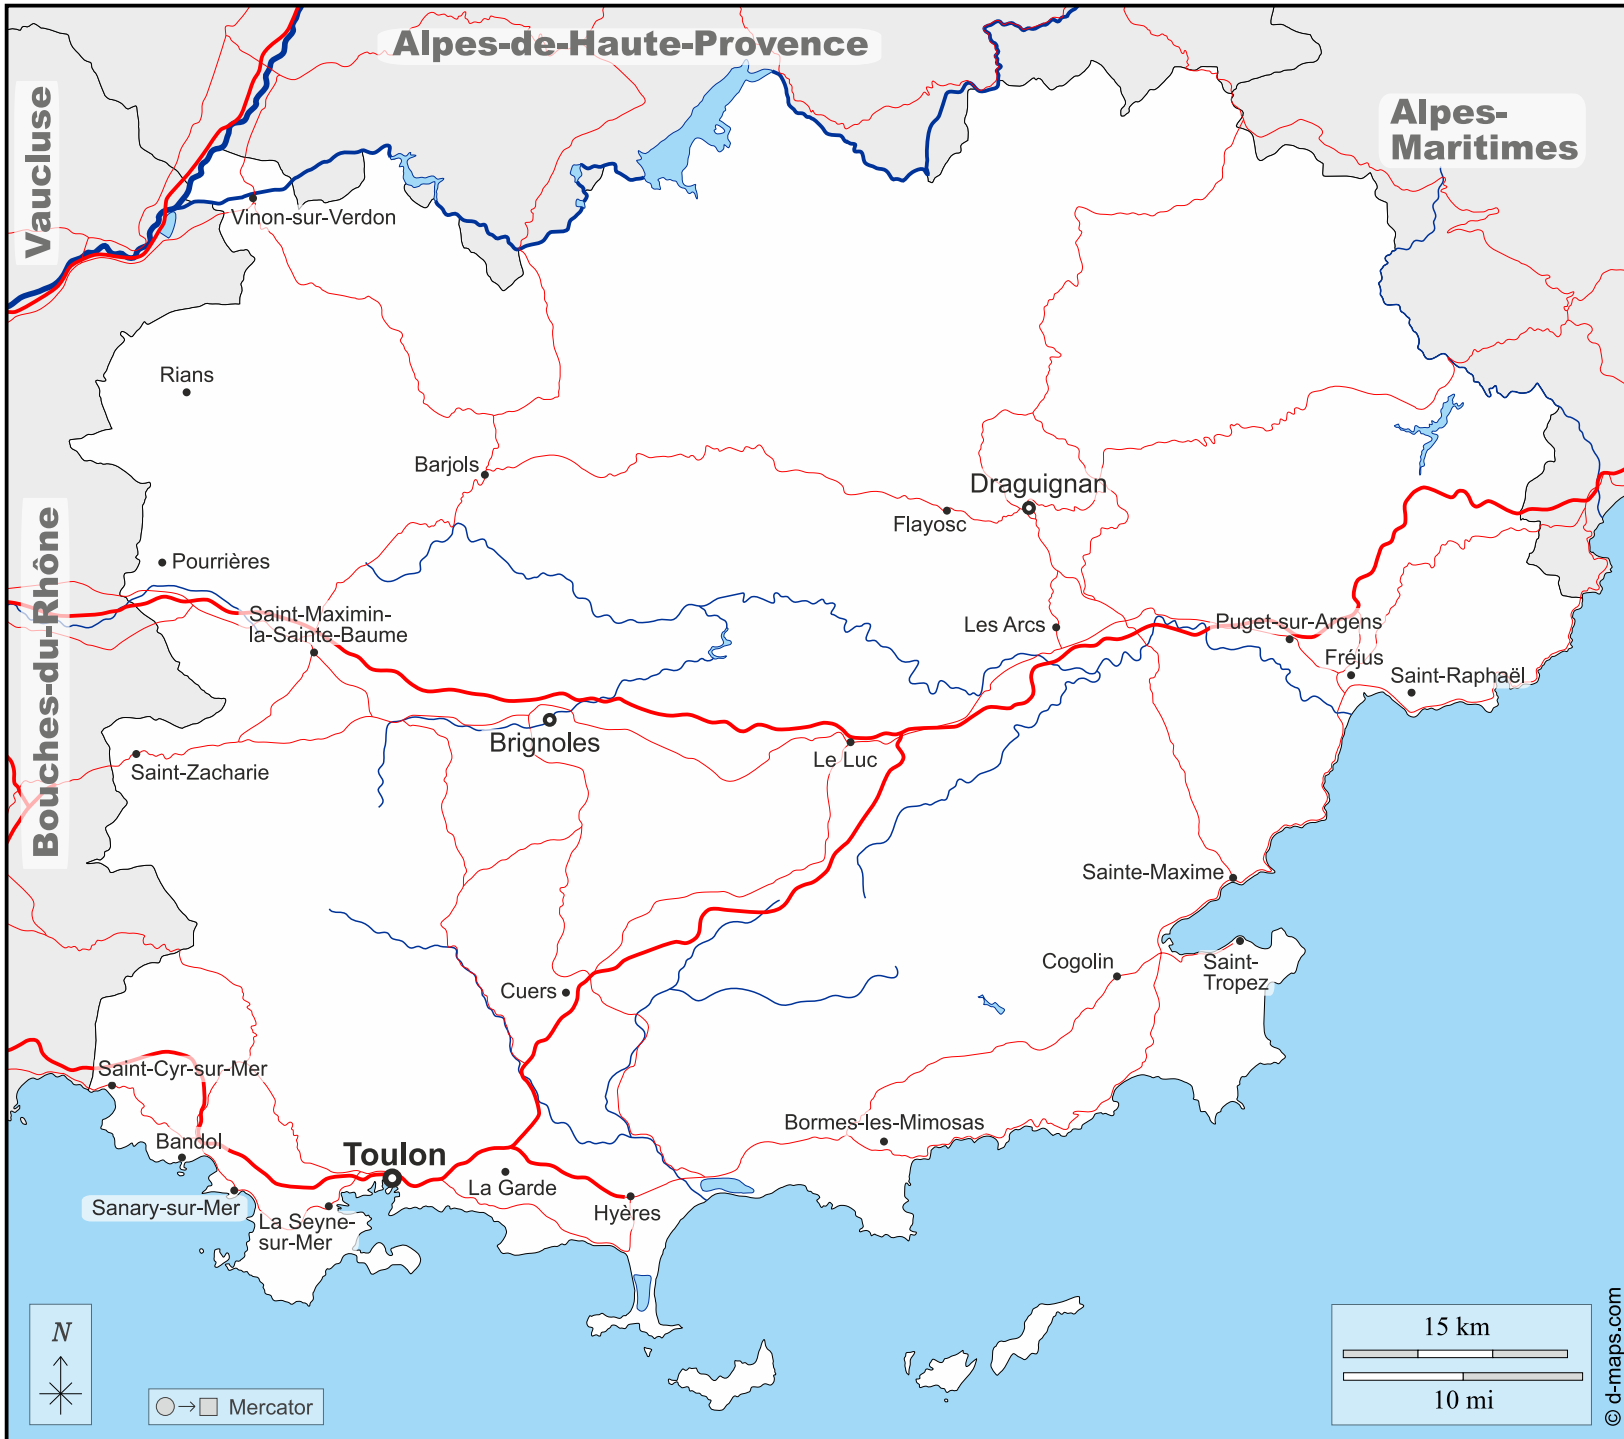 Alpes-de-Haute-Provence
Vaucluse
Alpes-
Maritimes
Vinon-sur-Verdon
Rians
Barjols
Draguignan
Flayosc
Bouches-du-Rhône
Pourrières
Saint-Maximin-
la-Sainte-Baume
Les Arcs
Puget-sur-Argens
Fréjus
Saint-Raphaël
Brignoles
Le Luc
Saint-Zacharie
Sainte-Maxime
Cogolin
Saint-
Tropez
Cuers
Saint-Cyr-sur-Mer
Bormes-les-Mimosas
Bandol
Toulon
La Garde
Sanary-sur-Mer
La Seyne-
sur-Mer
Hyères
N
Mercator
15 km
10 mi
© d-maps.com